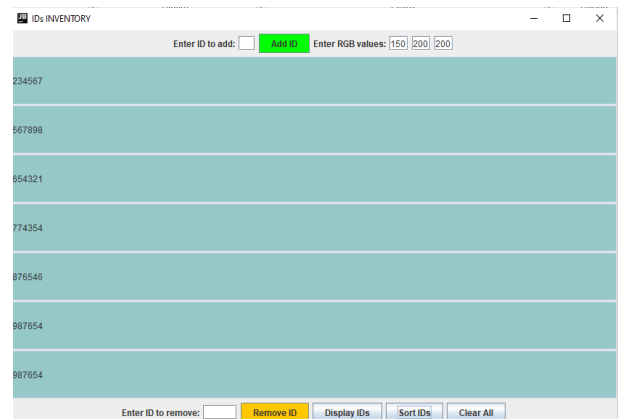 JB IDs INVENTORY
Enter ID to add: Add ID Enter RGB values: 150 200 200
234567
567898
654321
774354
876546
987654
987654
Enter ID to remove: Remove ID Display IDs Sort IDs Clear All